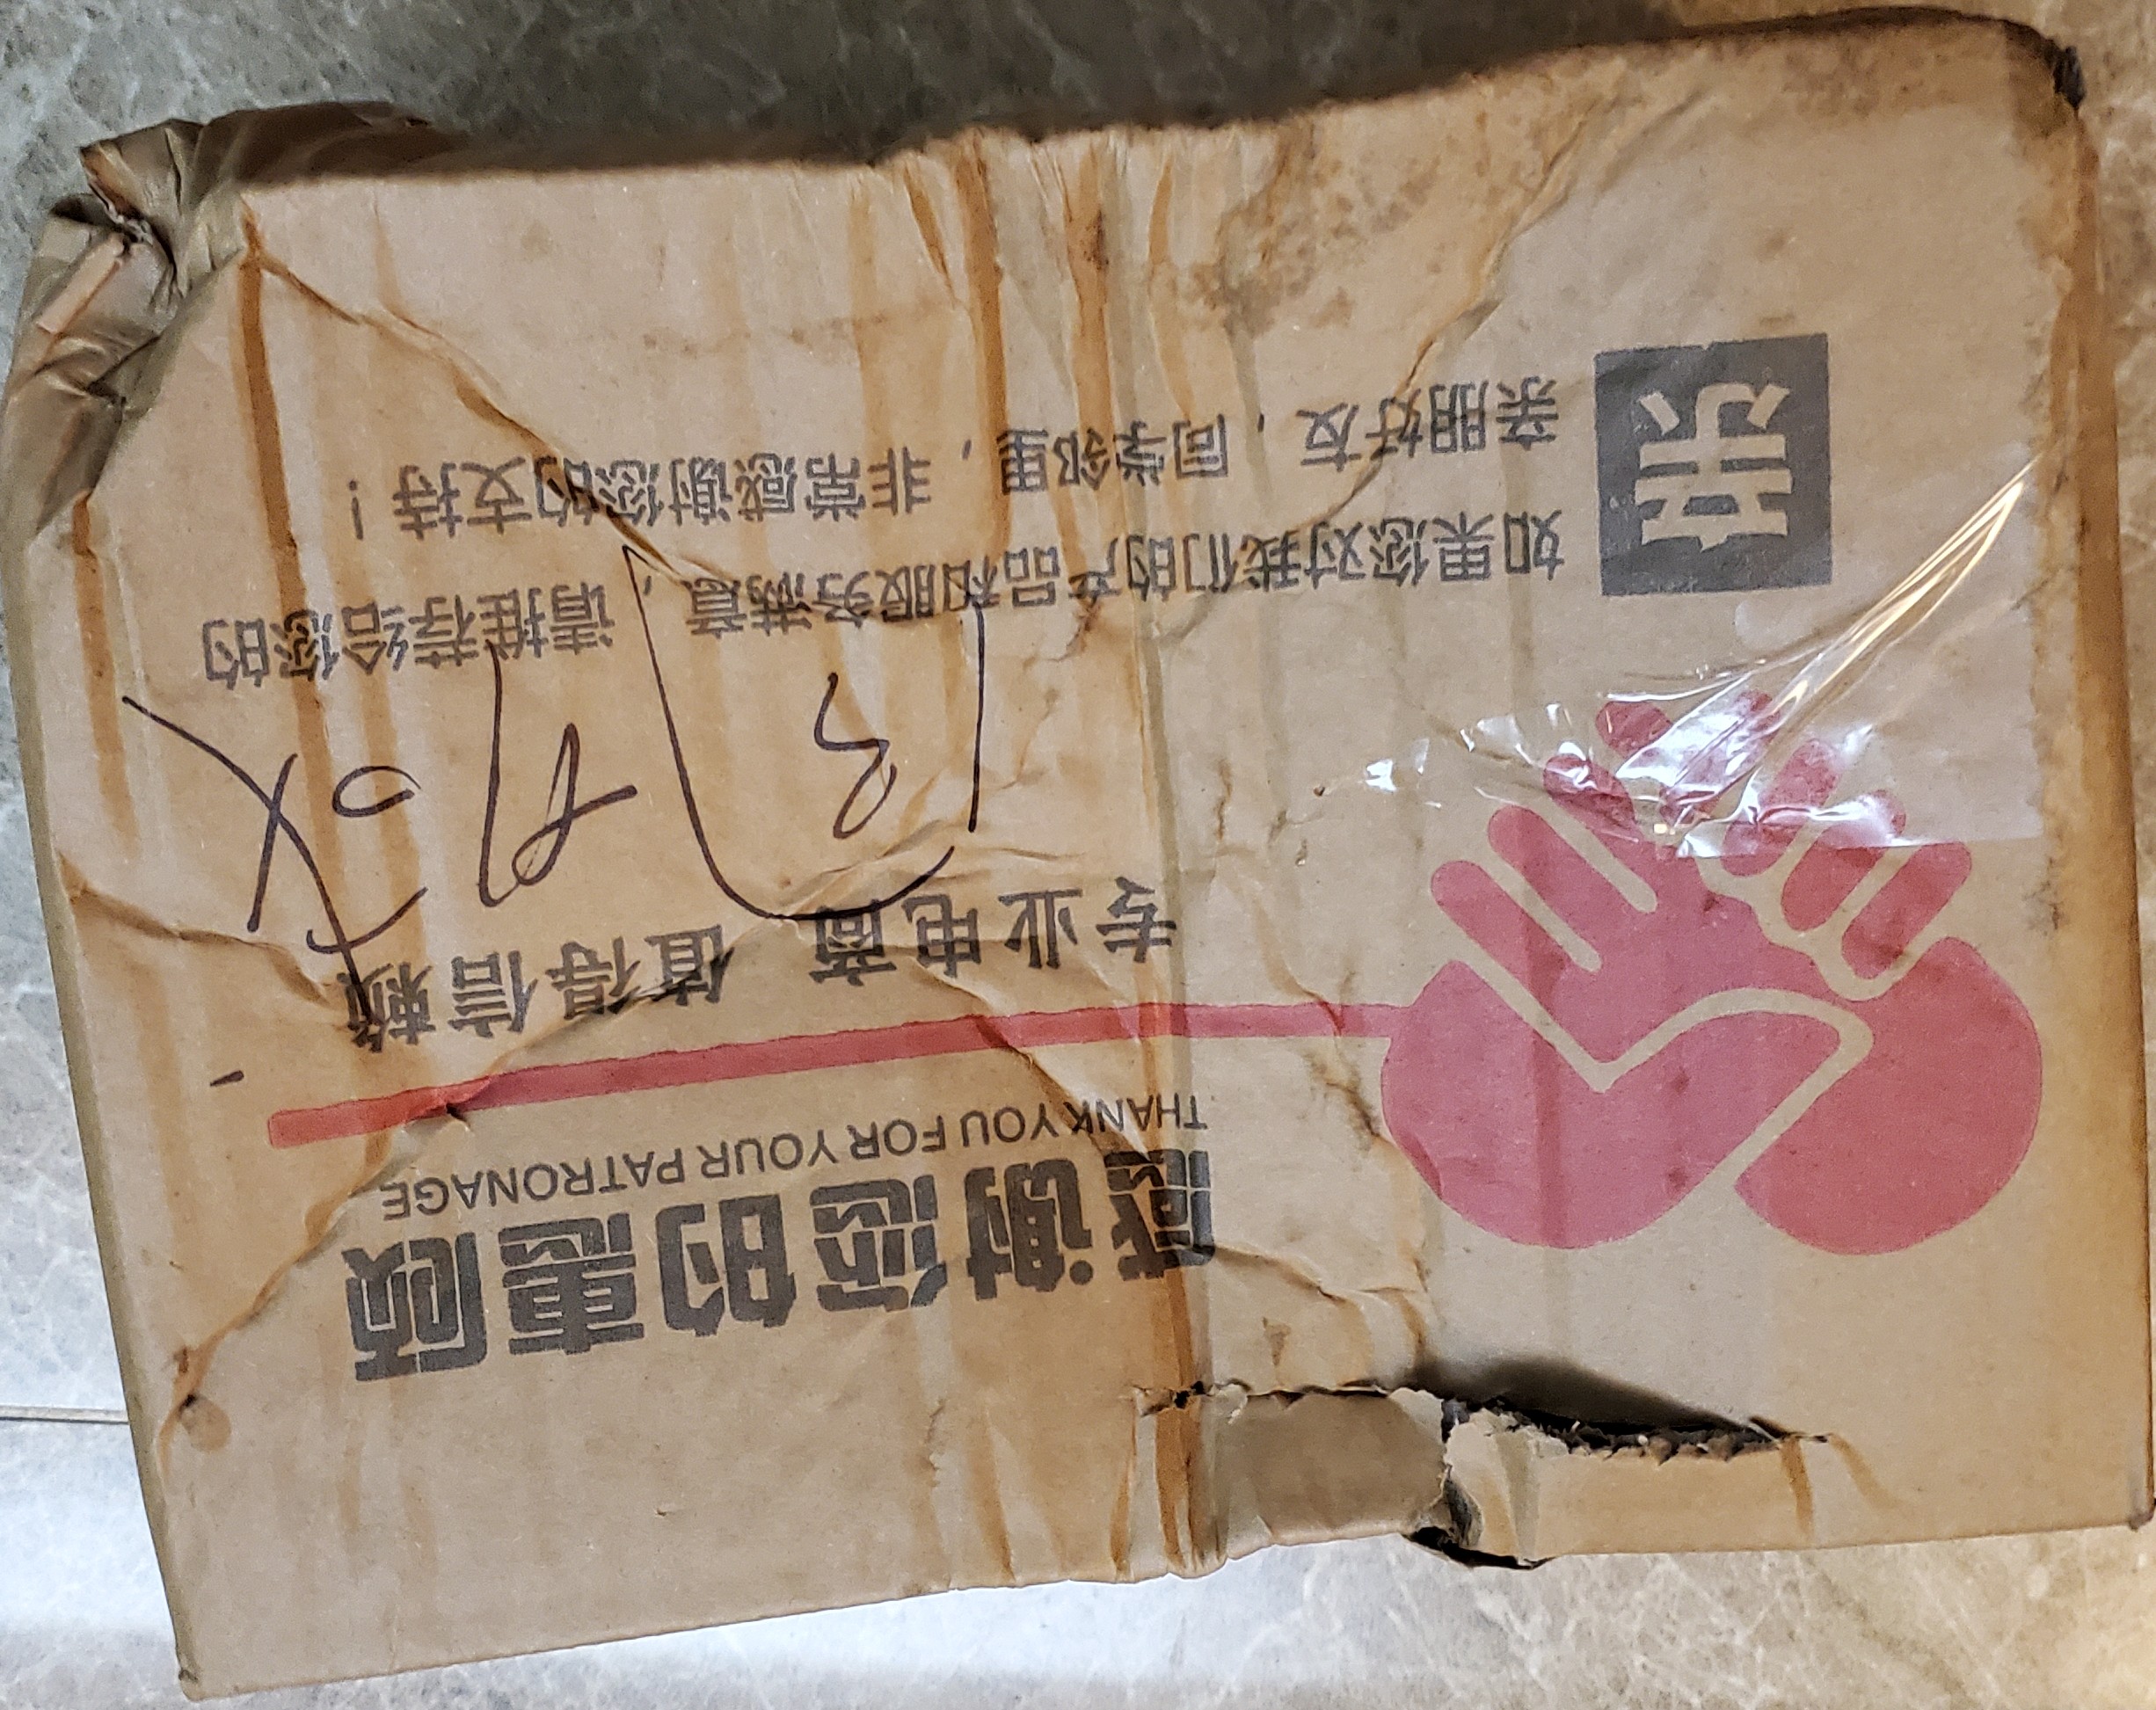 感谢您的惠顾
THANK YOU FOR YOUR PATRONAGE
专业电商 值得信赖
亲
如果您对我们的产品和服务满意，请推荐给您的
亲朋好友，同学邻里，非常感谢您的支持！